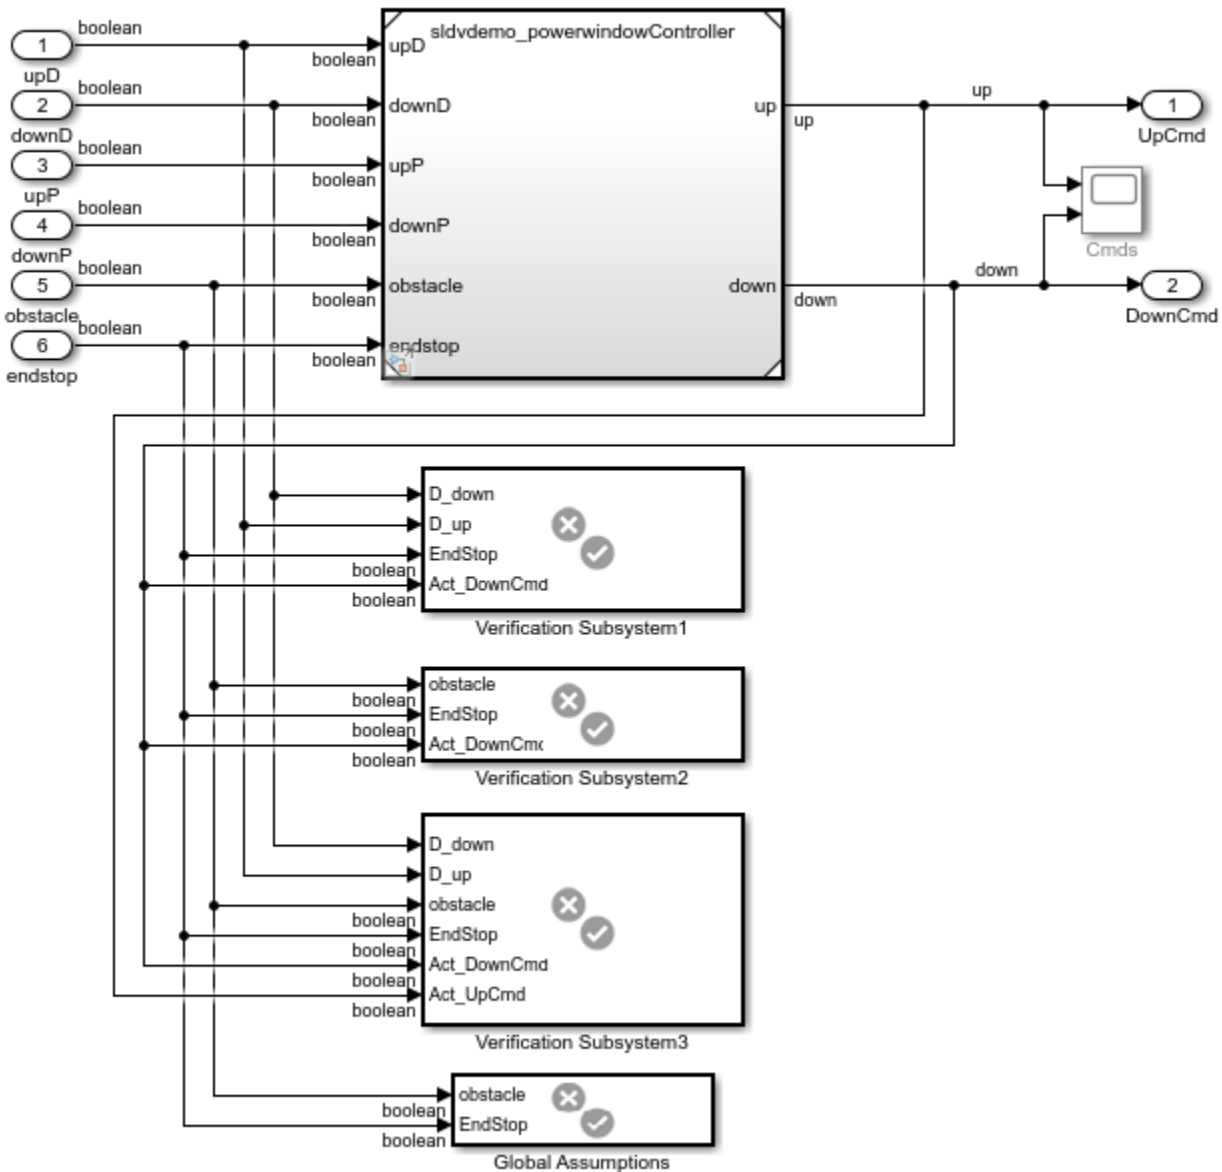 boolean
1
upD
boolean
2
downD
boolean
3
upP
boolean
4
downP
boolean
5
obstacle
boolean
6
endstop
sldvdemo_powerwindowController
upD
boolean
downD
boolean
upP
boolean
downP
boolean
obstacle
boolean
endstop
boolean
up
up
up
1
UpCmd
Cmds
down
down
down
2
DownCmd
D_down
D_up
EndStop
boolean
Act_DownCmd
boolean
Verification Subsystem1
obstacle
boolean
EndStop
boolean
Act_DownCmc
boolean
Verification Subsystem2
D_down
D_up
obstacle
boolean
EndStop
boolean
Act_DownCmd
boolean
Act_UpCmd
boolean
Verification Subsystem3
obstacle
boolean
EndStop
boolean
Global Assumptions